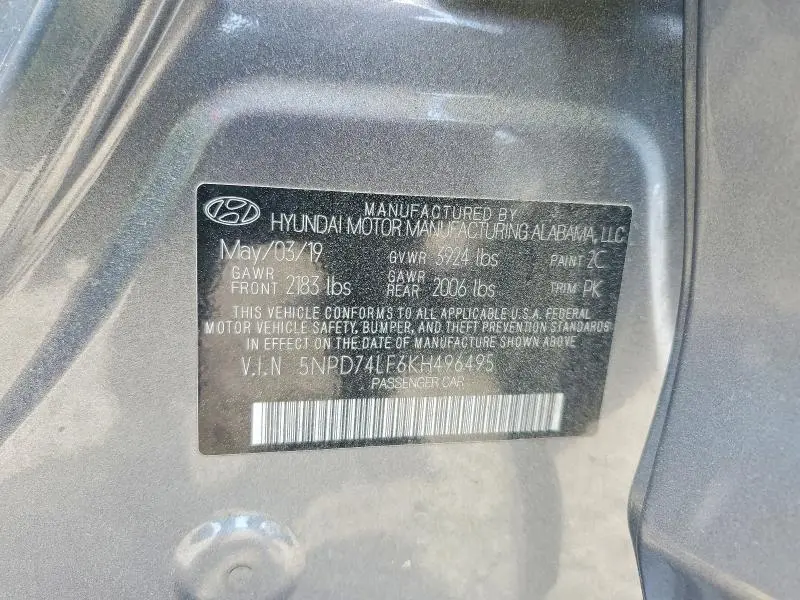 MANUFACTURED BY
HYUNDAI MOTOR MANUFACTURING ALABAMA, LLC
May/03/19 GVWR 3924 lbs PAINT 2C
GAWR FRONT 2183 lbs GAWR REAR 2006 lbs TRIM PK
THIS VEHICLE CONFORMS TO ALL APPLICABLE U.S.A. FEDERAL
MOTOR VEHICLE SAFETY, BUMPER, AND THEFT PREVENTION STANDARDS
IN EFFECT ON THE DATE OF MANUFACTURE SHOWN ABOVE.
V.I.N 5NPD74LF6KH496495
PASSENGER CAR